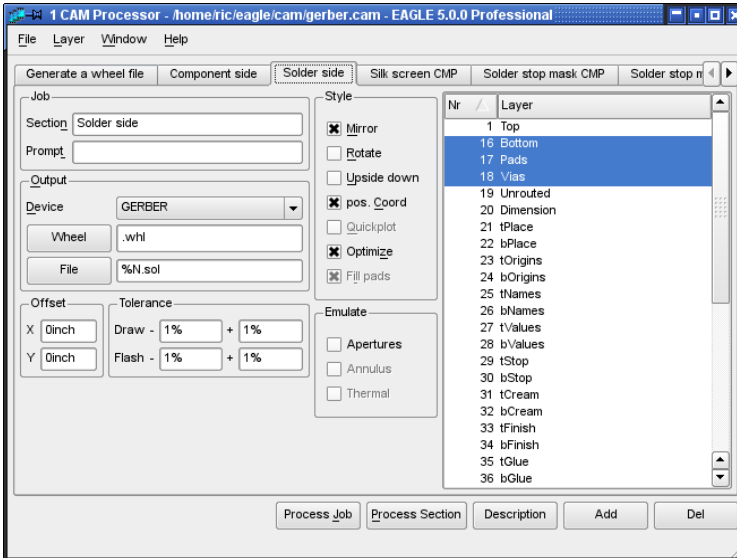 1 CAM Processor - /home/ric/eagle/cam/gerber.cam - EAGLE 5.0.0 Professional
File Layer Window Help
Generate a wheel file Component side Solder side Silk screen CMP Solder stop mask CMP Solder stop
Job
Section Solder side
Prompt
Output
Device GERBER
Wheel .whl
File %N.sol
Offset
X 0inch
Y 0inch
Tolerance
Draw - 1% + 1%
Flash - 1% + 1%
Style
Mirror
Rotate
Upside down
pos. Coord
Quickplot
Optimize
Fill pads
Emulate
Apertures
Annulus
Thermal
Nr Layer
1 Top
16 Bottom
17 Pads
18 Vias
19 Unrouted
20 Dimension
21 tPlace
22 bPlace
23 tOrigins
24 bOrigins
25 tNames
26 bNames
27 tValues
28 bValues
29 tStop
30 bStop
31 tCream
32 bCream
33 tFinish
34 bFinish
35 tGlue
36 bGlue
Process Job Process Section Description Add Del